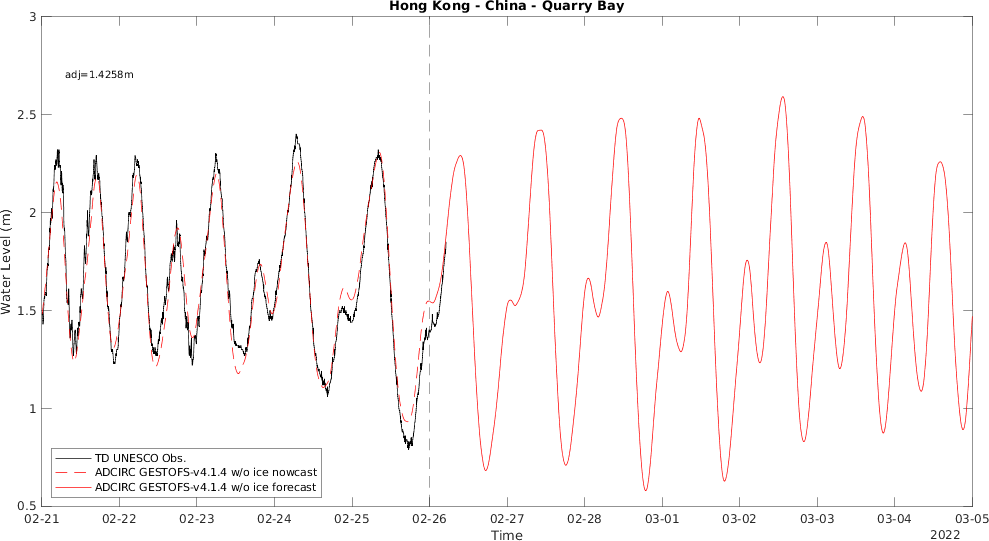 Hong Kong - China - Quarry Bay
3
adj=1.4258m
2.5
2
Water Level (m)
1.5
1
TD UNESCO Obs.
ADCIRC GESTOFS-v4.1.4 w/o ice nowcast
ADCIRC GESTOFS-v4.1.4 w/o ice forecast
0.5
02-21 02-22 02-23 02-24 02-25 02-26 02-27 02-28 03-01 03-02 03-03 03-04 03-05
Time
2022